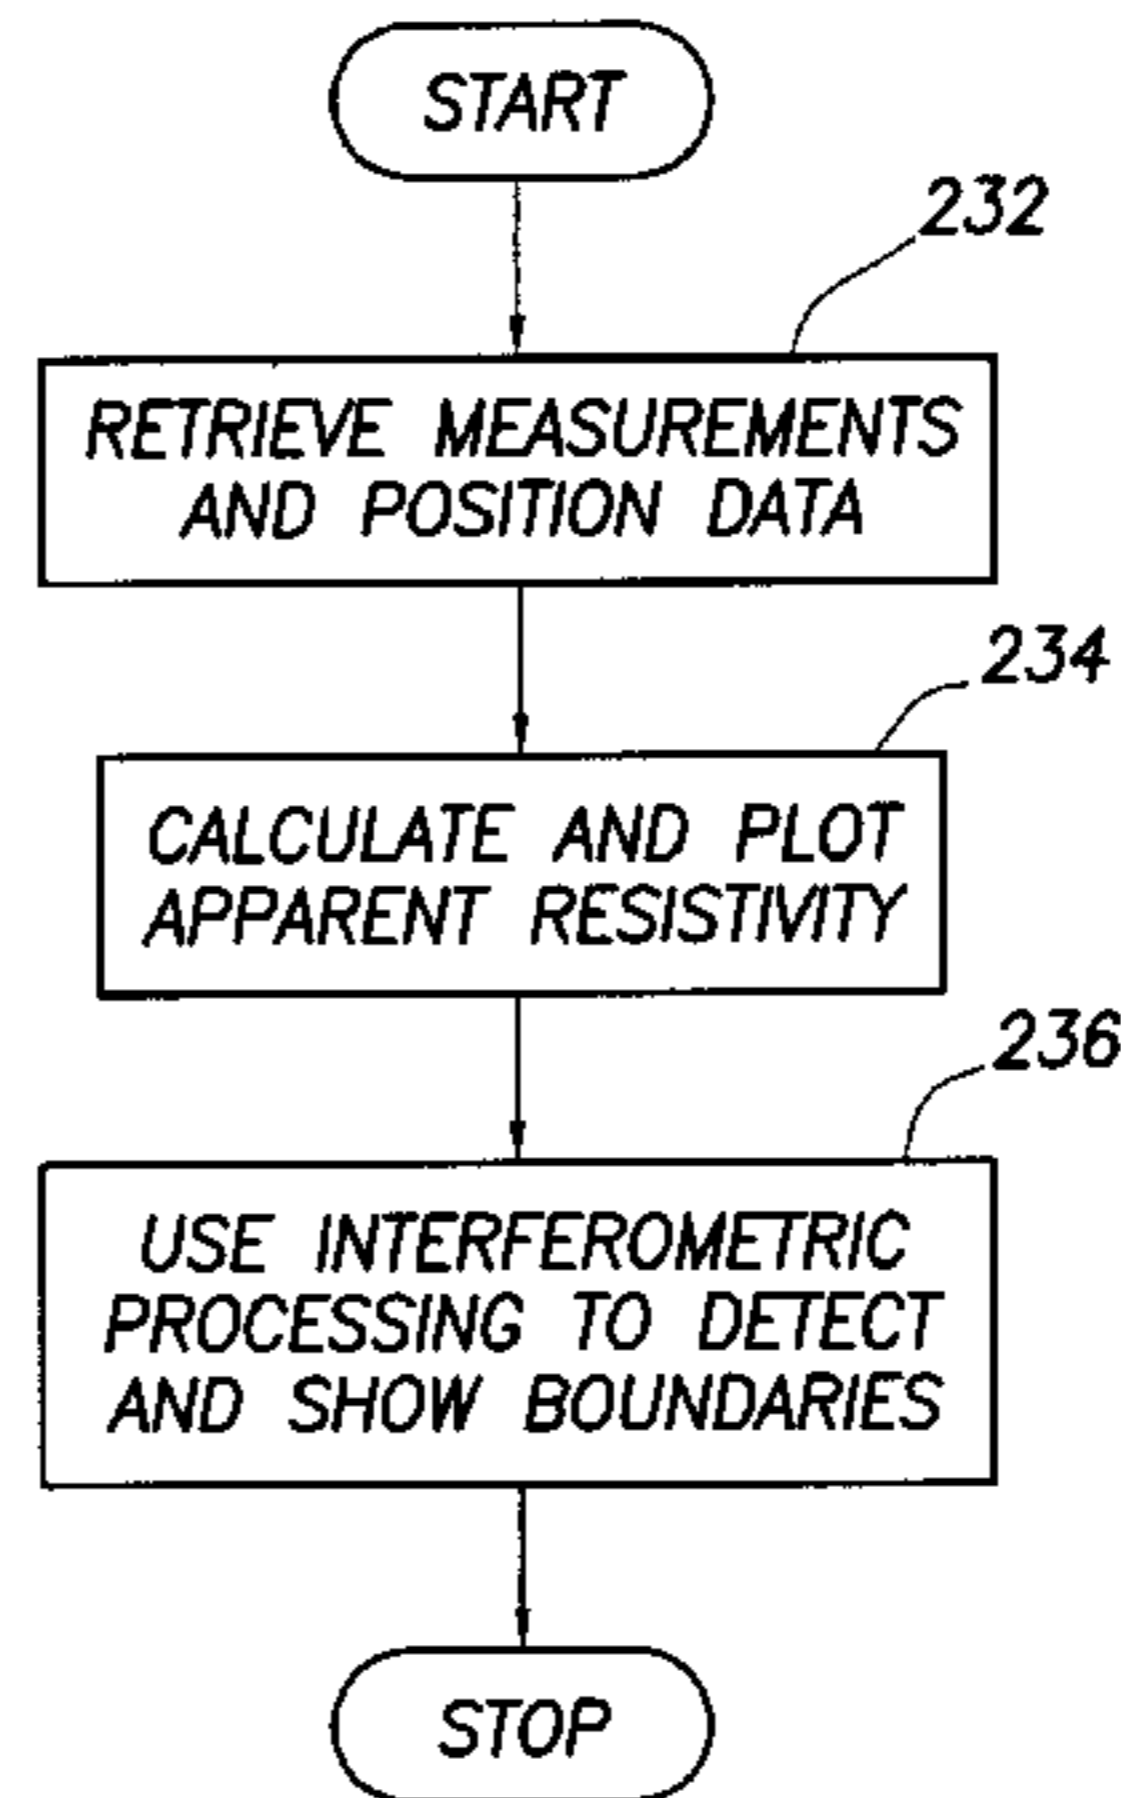 START
232
RETRIEVE MEASUREMENTS
AND POSITION DATA
234
CALCULATE AND PLOT
APPARENT RESISTIVITY
236
USE INTERFEROMETRIC
PROCESSING TO DETECT
AND SHOW BOUNDARIES
STOP